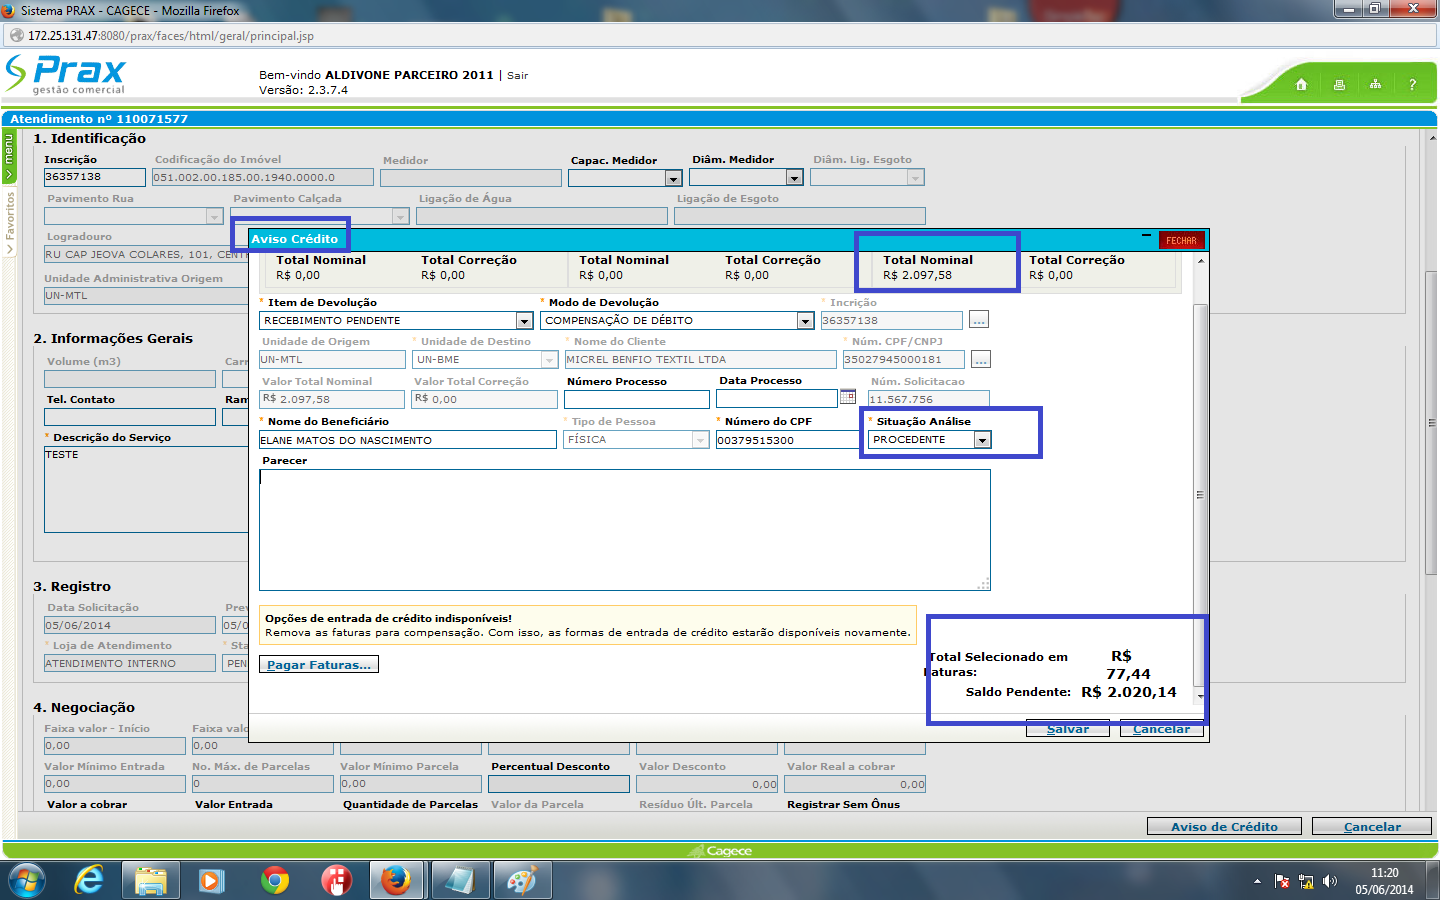 Sistema PRAX - CAGECE - Mozilla Firefox
172.25.131.47:8080/prax/faces/html/geral/principal.jsp
Prax
gestão comercial
Bem-vindo ALDIVONE PARCEIRO 2011 | Sair
Versão: 2.3.7.4
?
Atendimento nº 110071577
menu
Favoritos
1. Identificação
Inscrição Codificação do Imóvel Medidor Capac. Medidor Diâm. Medidor Diâm. Lig. Esgoto
36357138 051.002.00.185.00.1940.0000.0
Pavimento Rua Pavimento Calçada Ligação de Água Ligação de Esgoto
Logradouro
RU CAP JEOVA COLARES, 101, CENT
Unidade Administrativa Origem
UN-MTL
2. Informações Gerais
Volume (m3) Carr
Tel. Contato Ram
* Descrição do Serviço
TESTE
3. Registro
Data Solicitação Prev
05/06/2014 05/0
* Loja de Atendimento * Sta
ATENDIMENTO INTERNO PEN
4. Negociação
Faixa valor - Início Faixa valo
0,00 0,00
Valor Mínimo Entrada No. Máx. de Parcelas Valor Mínimo Parcela Percentual Desconto Valor Desconto Valor Real a cobrar
0,00 0 0,00 0,00 0,00
Valor a cobrar Valor Entrada Quantidade de Parcelas Valor da Parcela Resíduo Últ. Parcela Registrar Sem Ônus
Aviso Crédito
FECHAR
Total Nominal Total Correção Total Nominal Total Correção Total Nominal Total Correção
R$ 0,00 R$ 0,00 R$ 0,00 R$ 0,00 R$ 2.097,58 R$ 0,00
* Item de Devolução * Modo de Devolução * Incrição
RECEBIMENTO PENDENTE COMPENSAÇÃO DE DÉBITO 36357138 ...
Unidade de Origem * Unidade de Destino * Nome do Cliente * Núm. CPF/CNPJ
UN-MTL UN-BME MICREL BENFIO TEXTIL LTDA 35027945000181 ...
Valor Total Nominal Valor Total Correção Número Processo Data Processo Núm. Solicitacao
R$ 2.097,58 R$ 0,00 11.567.756
* Nome do Beneficiário * Tipo de Pessoa * Número do CPF * Situação Análise
ELANE MATOS DO NASCIMENTO FÍSICA 00379515300 PROCEDENTE
Parecer
Opções de entrada de crédito indisponíveis!
Remova as faturas para compensação. Com isso, as formas de entrada de crédito estarão disponíveis novamente.
Pagar Faturas...
Total Selecionado em R$
Faturas: 77,44
Saldo Pendente: R$ 2.020,14
Salvar Cancelar
Aviso de Crédito Cancelar
Cagece
11:20
05/06/2014